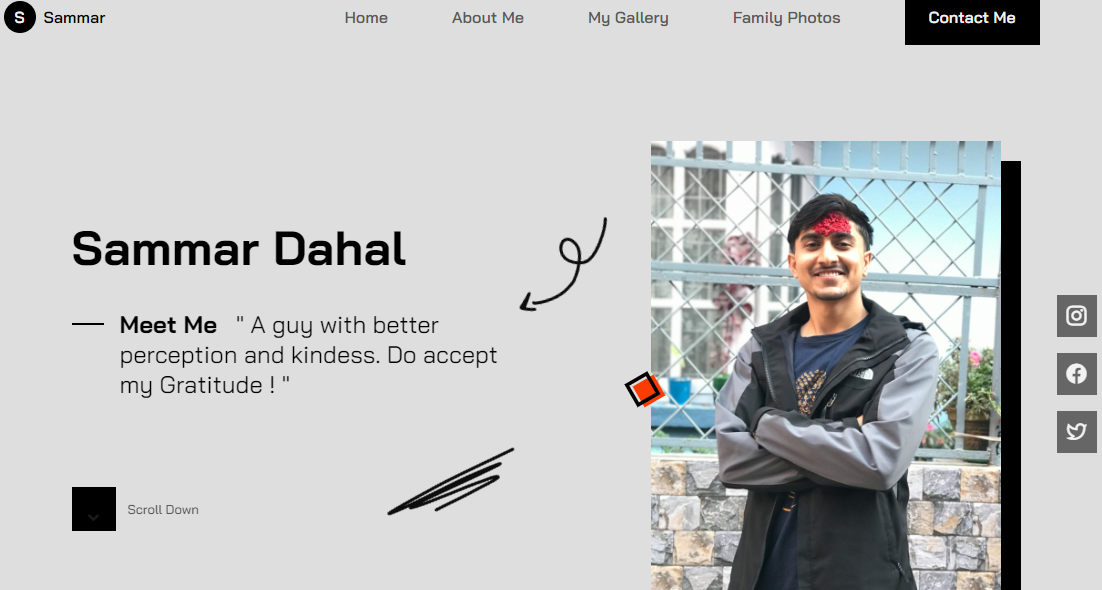 S Sammar Home About Me My Gallery Family Photos Contact Me
Sammar Dahal
Meet Me " A guy with better
perception and kindess. Do accept
my Gratitude ! "
Scroll Down